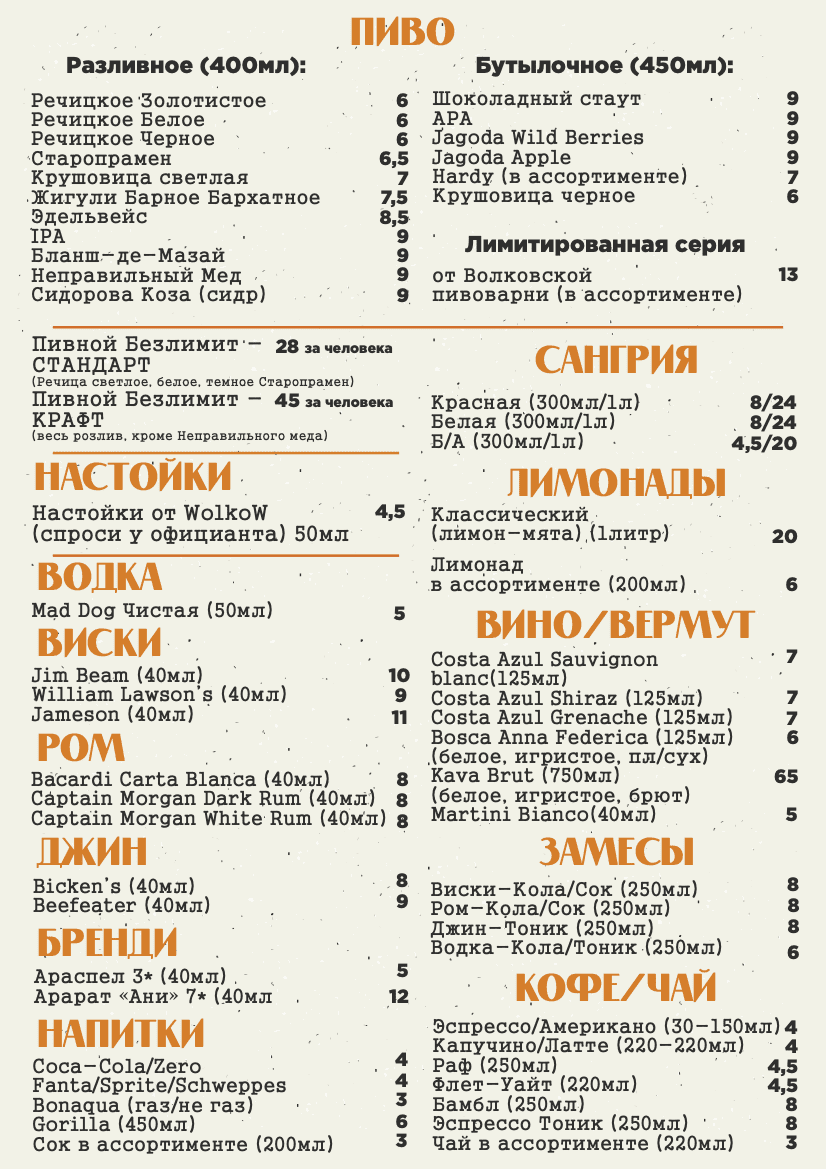 ПИВО
Разливное (400мл):
Речицкое Золотистое 6
Речицкое Белое 6
Речицкое Черное 6
Старопрамен 6,5
Крушовица светлая 7
Жигули Барное Бархатное 7,5
Эдельвейс 8,5
IPA 9
Бланш-де-Мазай 9
Неправильный Мед 9
Сидорова Коза (сидр) 9
Бутылочное (450мл):
Шоколадный стаут 9
APA 9
Jagoda Wild Berries 9
Jagoda Apple 9
Hardy (в ассортименте) 7
Крушовица черное 6
Лимитированная серия
от Волковской 13
пивоварни (в ассортименте)
Пивной Безлимит - 28 за человека
СТАНДАРТ
(Речица светлое, белое, темное Старопрамен)
Пивной Безлимит - 45 за человека
КРАФТ
(весь розлив, кроме Неправильного меда)
НАСТОЙКИ
Настойки от WolkoW 4,5
(спроси у официанта) 50мл
ВОДКА
Mad Dog Чистая (50мл) 5
ВИСКИ
Jim Beam (40мл) 10
William Lawson's (40мл) 9
Jameson (40мл) 11
РОМ
Bacardi Carta Blanca (40мл) 8
Captain Morgan Dark Rum (40мл) 8
Captain Morgan White Rum (40мл) 8
ДЖИН
Bicken's (40мл) 8
Beefeater (40мл) 9
БРЕНДИ
Араспел 3* (40мл) 5
Арарат «Ани» 7* (40мл 12
НАПИТКИ
Coca-Cola/Zero 4
Fanta/Sprite/Schweppes 4
Bonaqua (газ/не газ) 3
Gorilla (450мл) 6
Сок в ассортименте (200мл) 3
САНГРИЯ
Красная (300мл/1л) 8/24
Белая (300мл/1л) 8/24
Б/А (300мл/1л) 4,5/20
ЛИМОНАДЫ
Классический
(лимон-мята) (1литр) 20
Лимонад
в ассортименте (200мл) 6
ВИНО/ВЕРМУТ
Costa Azul Sauvignon 7
blanc(125мл)
Costa Azul Shiraz (125мл) 7
Costa Azul Grenache (125мл) 7
Bosca Anna Federica (125мл) 6
(белое, игристое, пл/сух)
Kava Brut (750мл) 65
(белое, игристое, брют)
Martini Bianco(40мл) 5
ЗАМЕСЫ
Виски-Кола/Сок (250мл) 8
Ром-Кола/Сок (250мл) 8
Джин-Тоник (250мл) 8
Водка-Кола/Тоник (250мл) 6
КОФЕ/ЧАЙ
Эспрессо/Американо (30-150мл) 4
Капучино/Латте (220-220мл) 4
Раф (250мл) 4,5
Флет-Уайт (220мл) 4,5
Бамбл (250мл) 8
Эспрессо Тоник (250мл) 8
Чай в ассортименте (220мл) 3